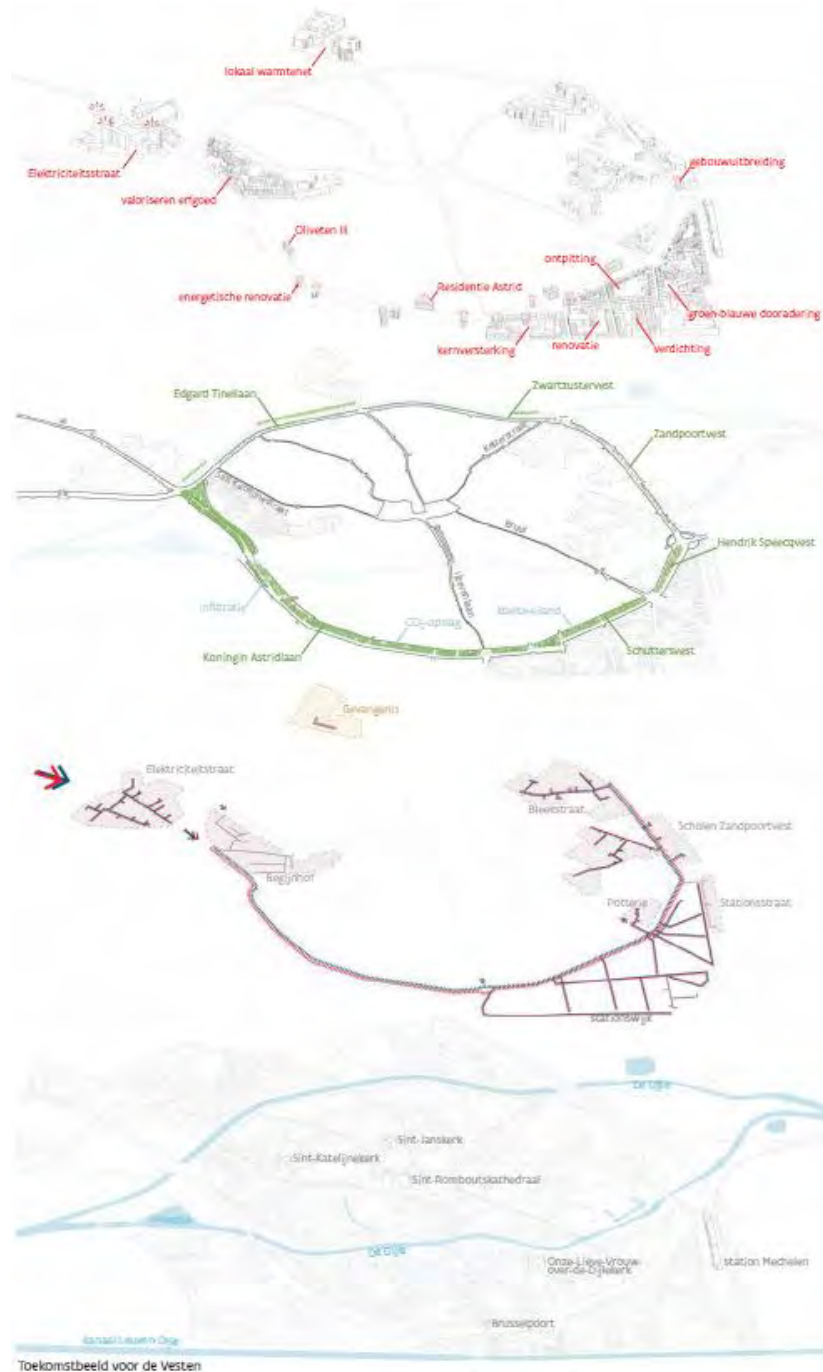 lokaal warmtenet
Elektriciteitsstraat
valoriseren erfgoed
gebouwuitbreiding
Oliveten III
ontpitting
energetische renovatie
Residentie Astrid
groen-blauwe dooradering
kernversterking
renovatie
verdichting
Edgard Tinellaan
Zwartzustervest
Zandpoortvest
Keizerstraat
Bruul
Hendrik Speecqvest
infiltratie
CO₂-opslag
Koningin Astridlaan
Schuttersvest
Gevangenis
Elektriciteitstraat
Bleekstraat
Scholen Zandpoortvest
Begijnhof
Potterie
Stationsstraat
stationswijk
De Dijle
Sint-Janskerk
Sint-Katelijnekerk
Sint-Romboutskathedraal
De Dijle
Onze-Lieve-Vrouw-
over-de-Dijlekerk
station Mechelen
Brusselpoort
kanaal Leuven-Dijle
Toekomstbeeld voor de Vesten